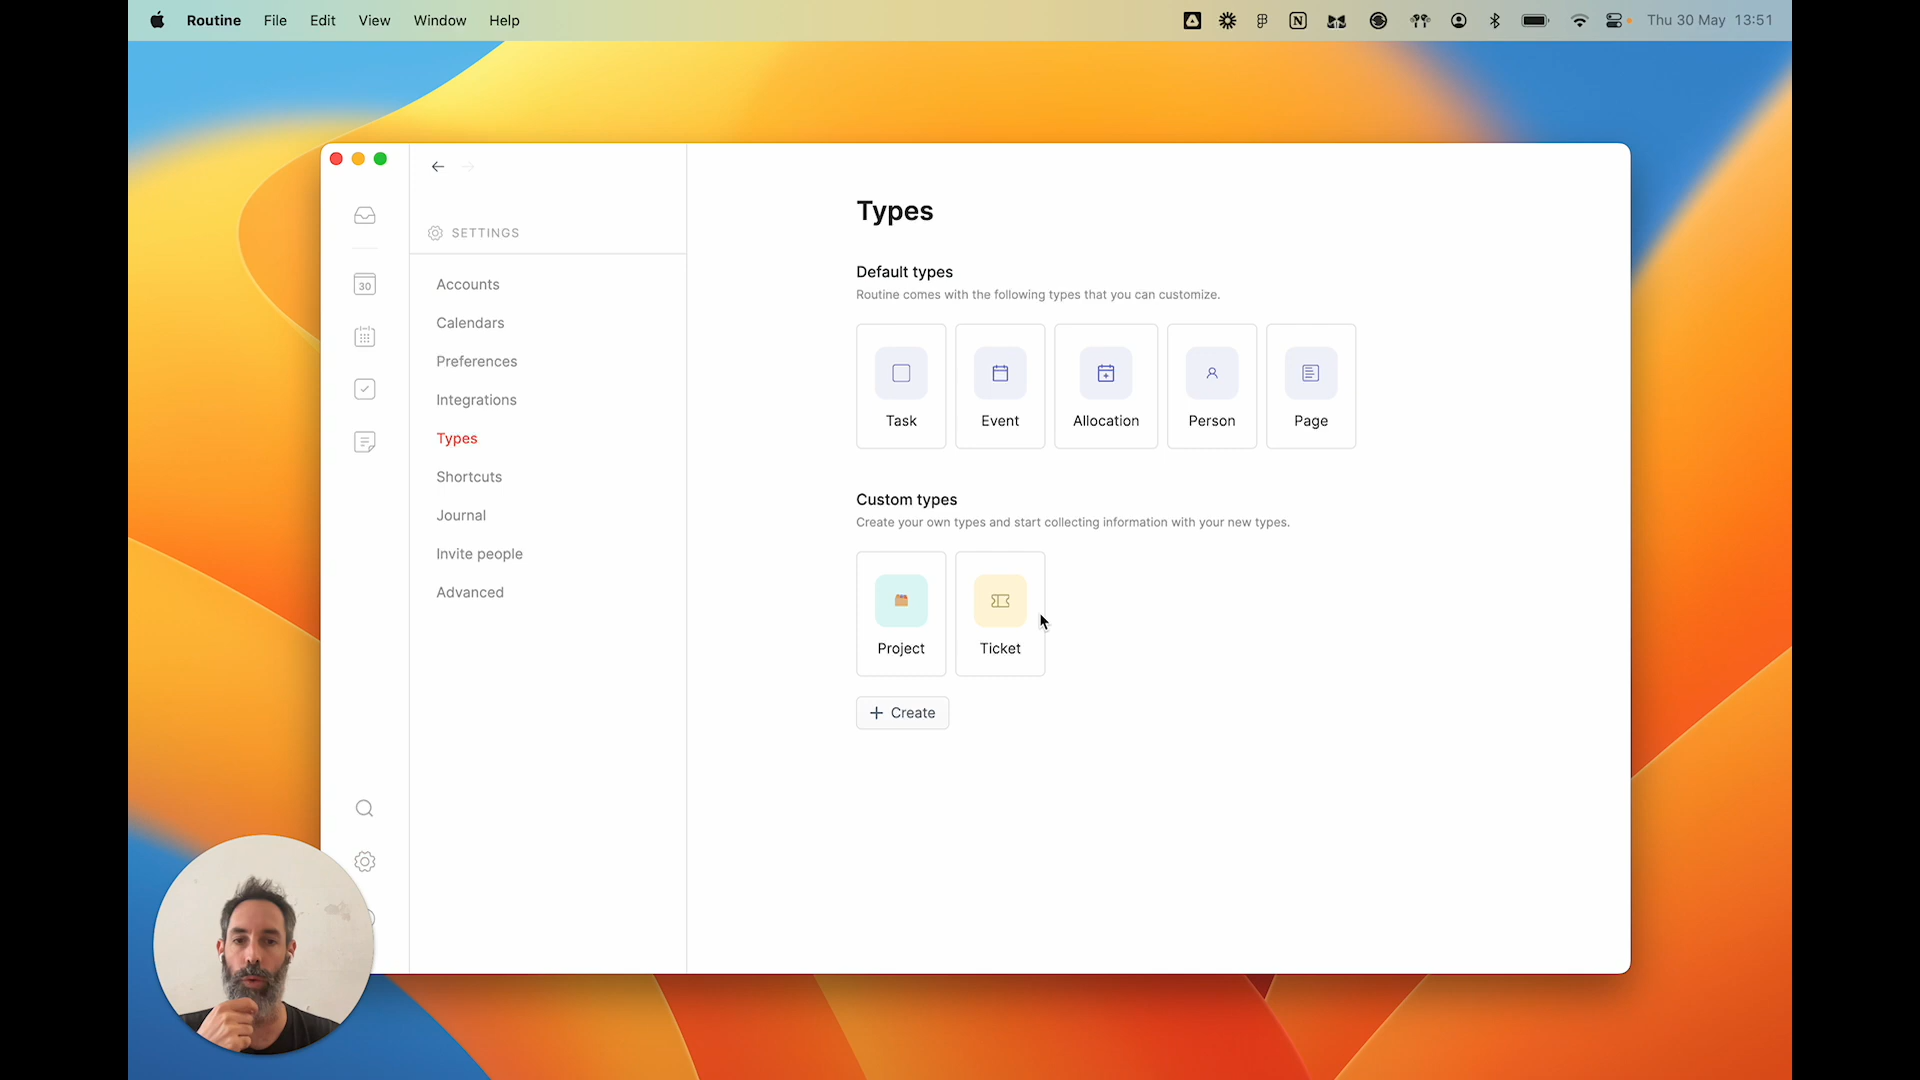 Routine File Edit View Window Help
Thu 30 May 13:51
SETTINGS
30
Accounts
Calendars
Preferences
Integrations
Types
Shortcuts
Journal
Invite people
Advanced
Types
Default types
Routine comes with the following types that you can customize.
Task Event Allocation Person Page
Custom types
Create your own types and start collecting information with your new types.
Project Ticket
+ Create